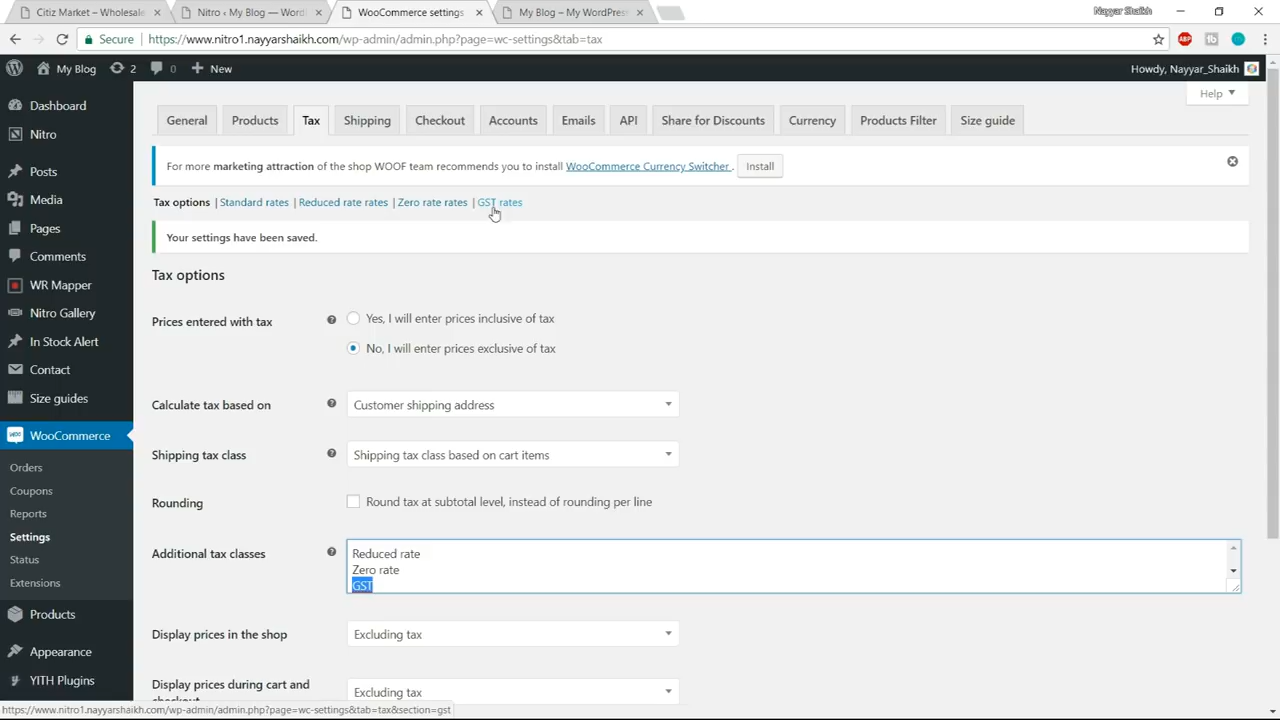 Citiz Market – Wholesale
Nitro ‹ My Blog — Word
WooCommerce settings
My Blog – My WordPress
Nayyar Shaikh
Secure
https://www.nitro1.nayyarshaikh.com/wp-admin/admin.php?page=wc-settings&tab=tax
ABP
My Blog
2
0
New
Howdy, Nayyar_Shaikh
Help
Dashboard
Nitro
Posts
Media
Pages
Comments
WR Mapper
Nitro Gallery
In Stock Alert
Contact
Size guides
WooCommerce
Orders
Coupons
Reports
Settings
Status
Extensions
Products
Appearance
YITH Plugins
General
Products
Tax
Shipping
Checkout
Accounts
Emails
API
Share for Discounts
Currency
Products Filter
Size guide
For more marketing attraction of the shop WOOF team recommends you to install WooCommerce Currency Switcher . Install
Tax options | Standard rates | Reduced rate rates | Zero rate rates | GST rates
Your settings have been saved.
Tax options
Prices entered with tax
Yes, I will enter prices inclusive of tax
No, I will enter prices exclusive of tax
Calculate tax based on
Customer shipping address
Shipping tax class
Shipping tax class based on cart items
Rounding
Round tax at subtotal level, instead of rounding per line
Additional tax classes
Reduced rate
Zero rate
GST
Display prices in the shop
Excluding tax
Display prices during cart and
checkout
Excluding tax
https://www.nitro1.nayyarshaikh.com/wp-admin/admin.php?page=wc-settings&tab=tax&section=gst